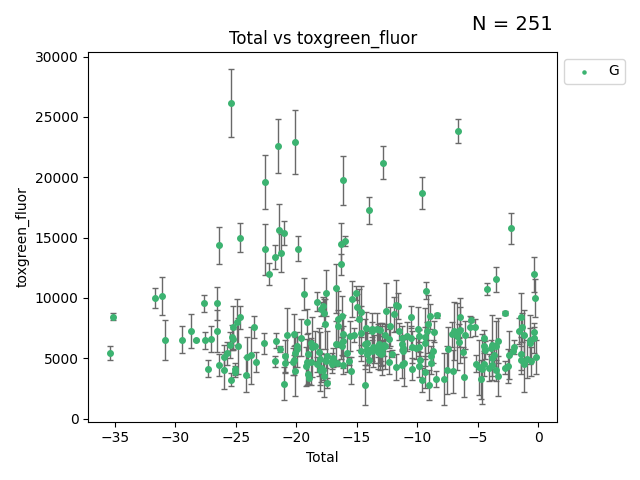 N = 251
Total vs toxgreen_fluor
G
30000
25000
20000
15000
10000
5000
0
toxgreen_fluor
−35 −30 −25 −20 −15 −10 −5 0
Total